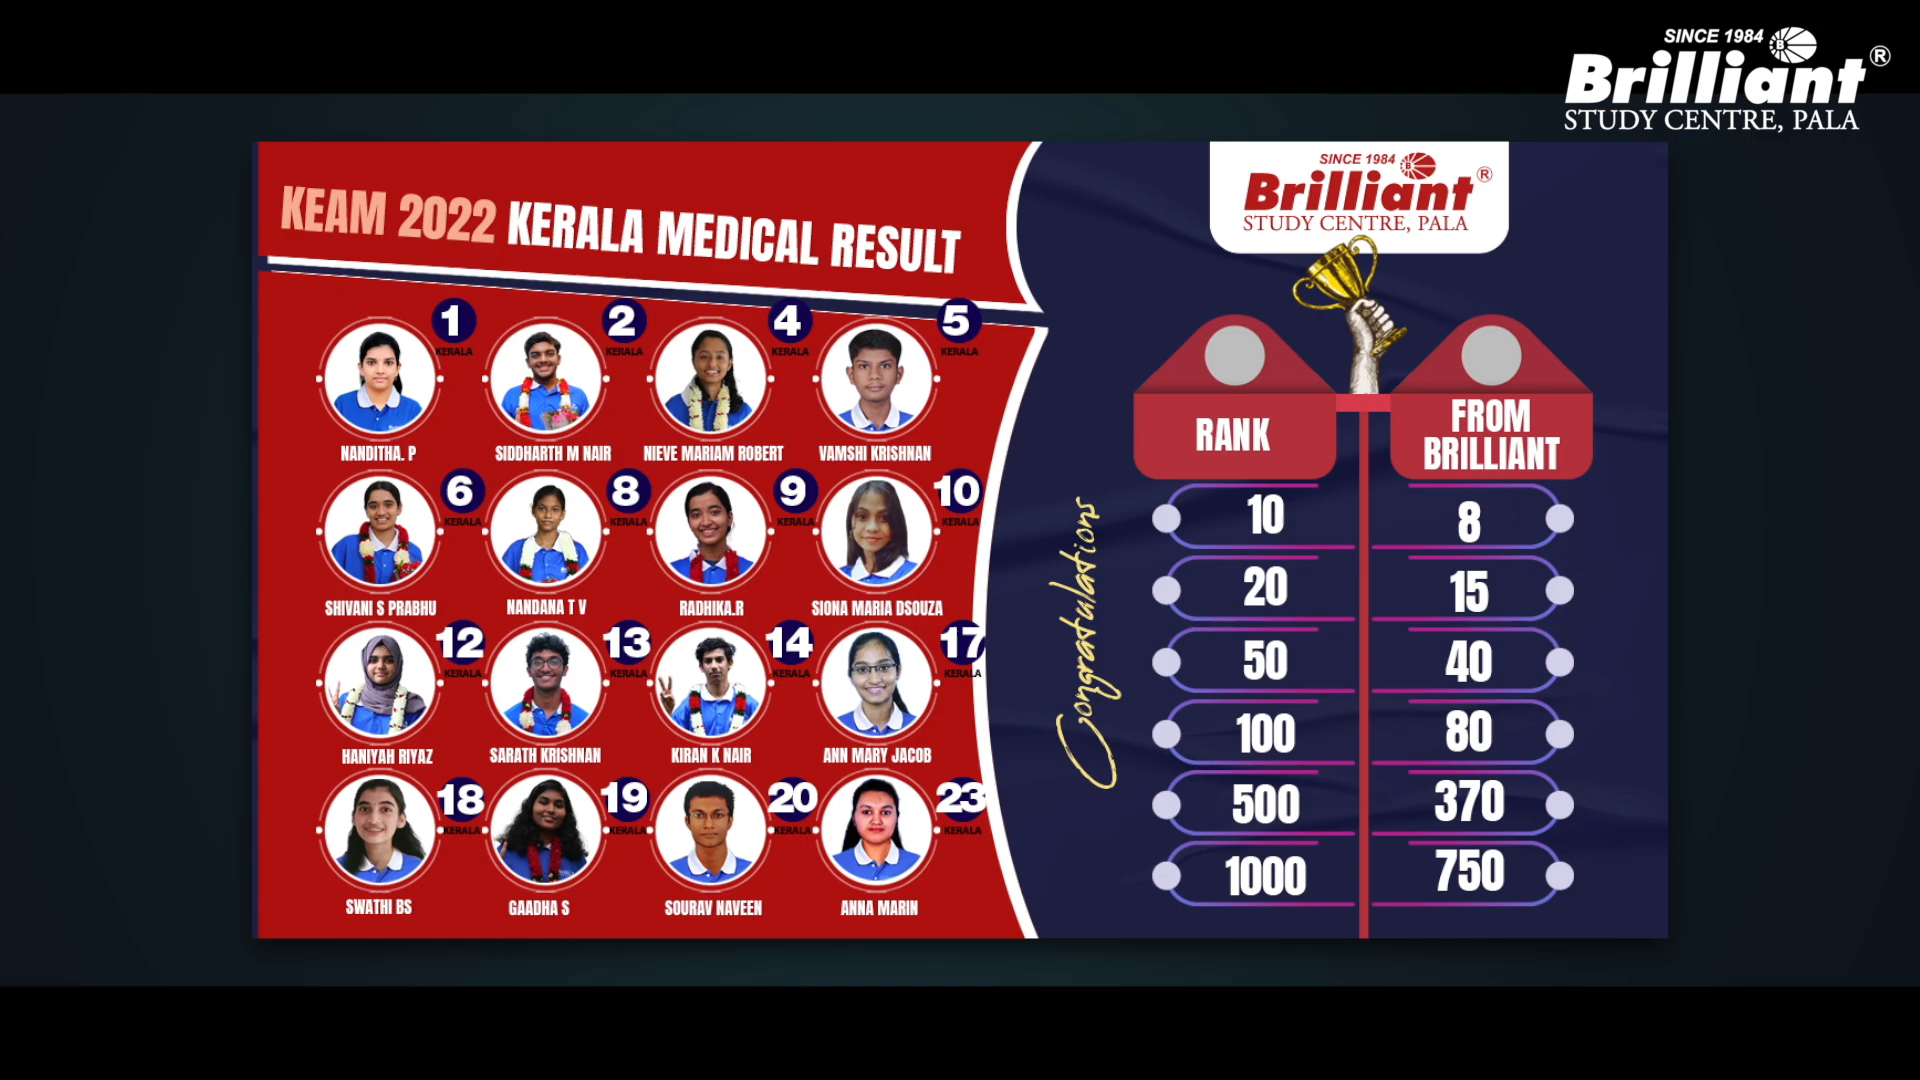 SINCE 1984
Brilliant®
STUDY CENTRE, PALA
KEAM 2022 KERALA MEDICAL RESULT
1 KERALA
NANDITHA. P
2 KERALA
SIDDHARTH M NAIR
4 KERALA
NIEVE MARIAM ROBERT
5 KERALA
VAMSHI KRISHNAN
6 KERALA
SHIVANI S PRABHU
8 KERALA
NANDANA T V
9 KERALA
RADHIKA.R
10 KERALA
SIONA MARIA DSOUZA
12 KERALA
HANIYAH RIYAZ
13 KERALA
SARATH KRISHNAN
14 KERALA
KIRAN K NAIR
17 KERALA
ANN MARY JACOB
18 KERALA
SWATHI BS
19 KERALA
GAADHA S
20 KERALA
SOURAV NAVEEN
23 KERALA
ANNA MARIN
Congratulations
SINCE 1984
Brilliant®
STUDY CENTRE, PALA
RANK
FROM
BRILLIANT
10 8
20 15
50 40
100 80
500 370
1000 750